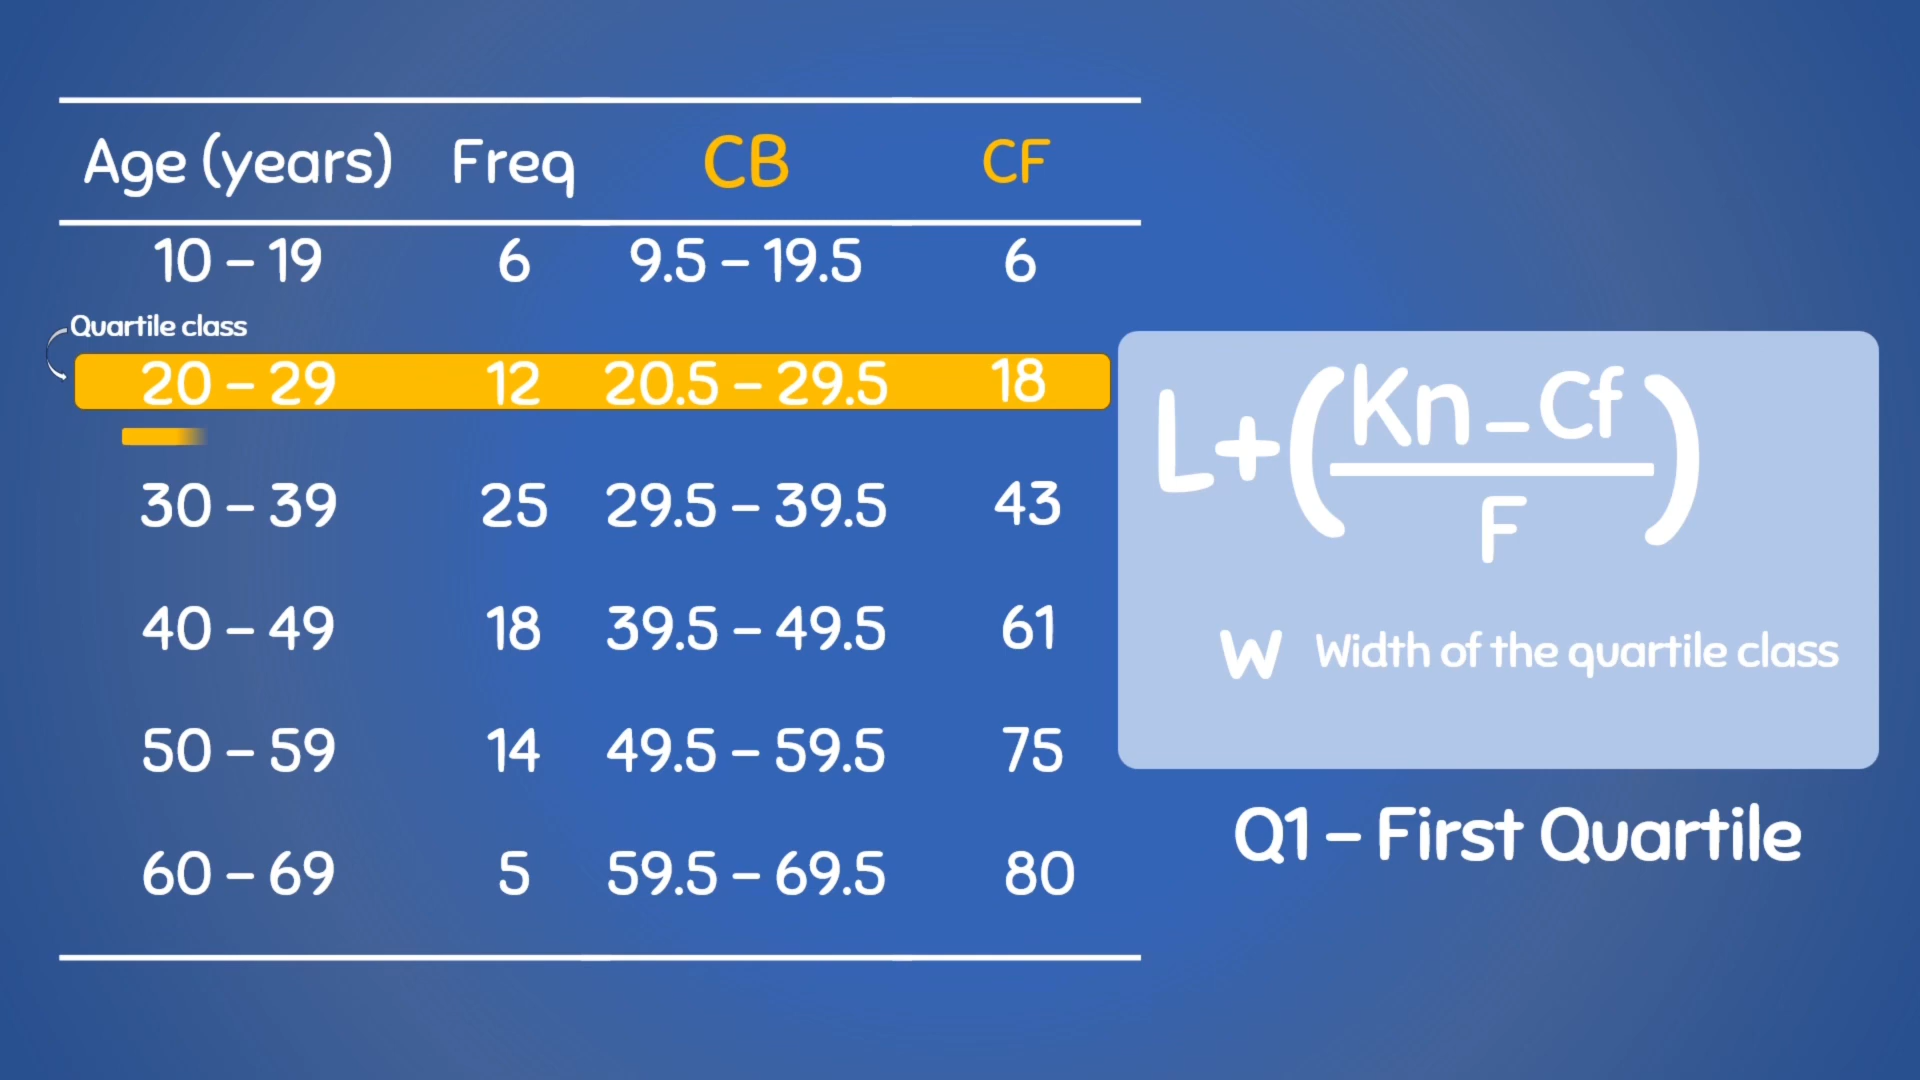 Age (years) Freq CB CF
10 – 19 6 9.5 – 19.5 6
Quartile class
20 – 29 12 20.5 – 29.5 18
30 – 39 25 29.5 – 39.5 43
40 – 49 18 39.5 – 49.5 61
50 – 59 14 49.5 – 59.5 75
60 – 69 5 59.5 – 69.5 80
L+(Kn – Cf
F)
W Width of the quartile class
Q1 – First Quartile